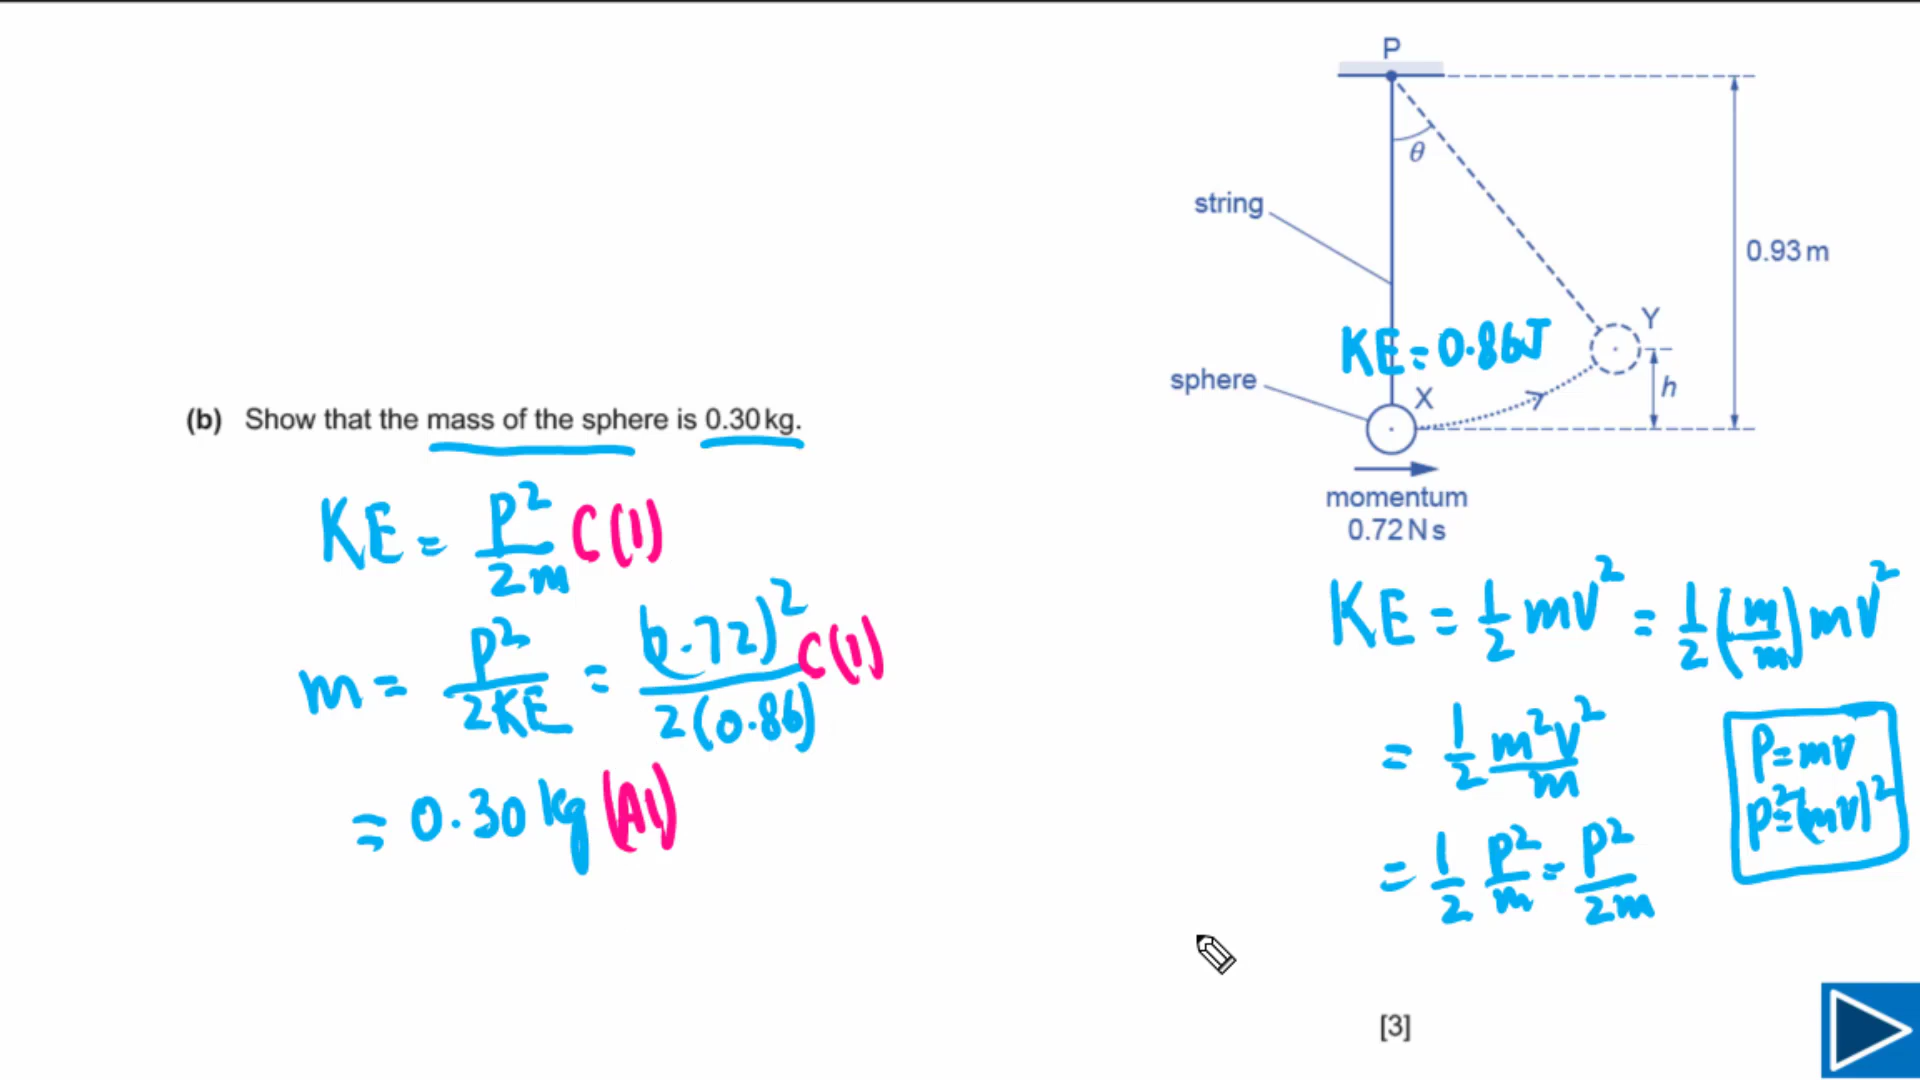 P
θ
string
0.93 m
Y
KE = 0.86J
sphere
X
h
(b) Show that the mass of the sphere is 0.30 kg.
momentum
0.72 N s
KE = p²/2m C(1)
m = p²/2KE = (0.72)²/2(0.86) C(1)
= 0.30 kg (A1)
KE = 1/2 mv² = 1/2 (m/m) mv²
= 1/2 m²v²/m
= 1/2 p²/m = p²/2m
P = mv
p² = (mv)²
[3]